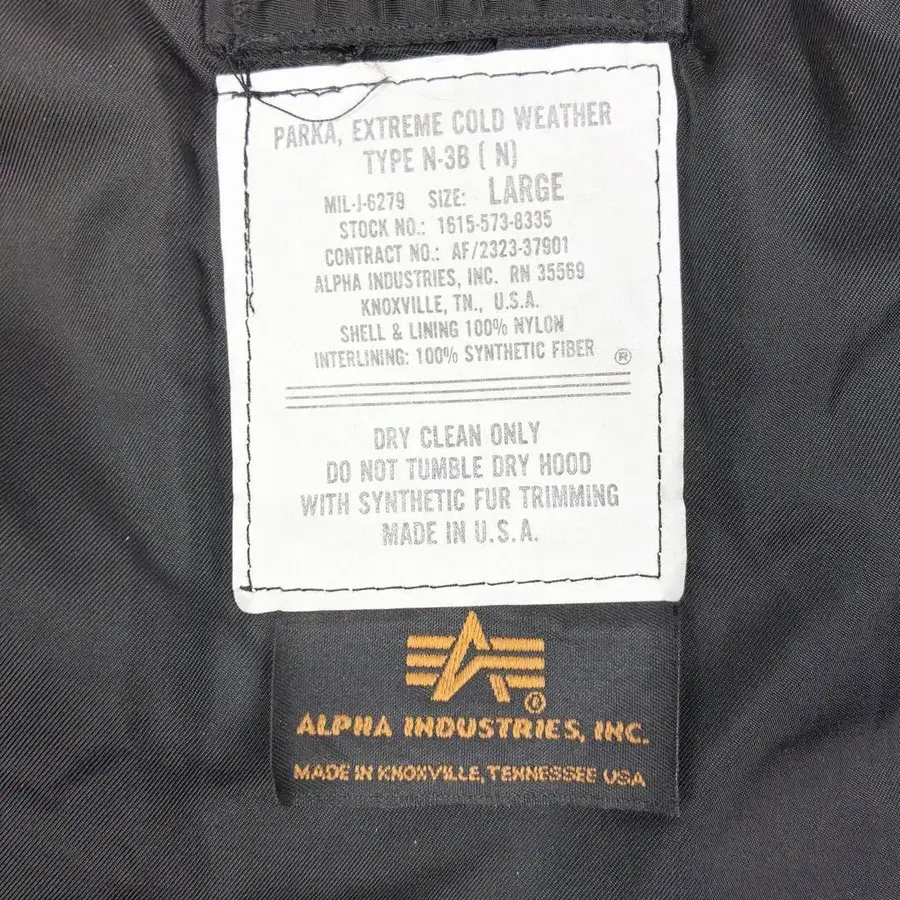 PARKA, EXTREME COLD WEATHER
TYPE N-3B ( N)
MIL-J-6279 SIZE: LARGE
STOCK NO.: 1615-573-8335
CONTRACT NO.: AF/2323-37901
ALPHA INDUSTRIES, INC. RN 35569
KNOXVILLE, TN., U.S.A.
SHELL & LINING 100% NYLON
INTERLINING: 100% SYNTHETIC FIBER ®
DRY CLEAN ONLY
DO NOT TUMBLE DRY HOOD
WITH SYNTHETIC FUR TRIMMING
MADE IN U.S.A.
®
ALPHA INDUSTRIES, INC.
MADE IN KNOXVILLE, TENNESSEE USA